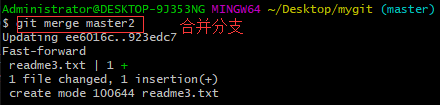 Administrator@DESKTOP-9J353NG MINGW64 ~/Desktop/mygit (master)
$ git merge master2 合并分支
Updating ee6016c..923edc7
Fast-forward
 readme3.txt | 1 +
 1 file changed, 1 insertion(+)
 create mode 100644 readme3.txt